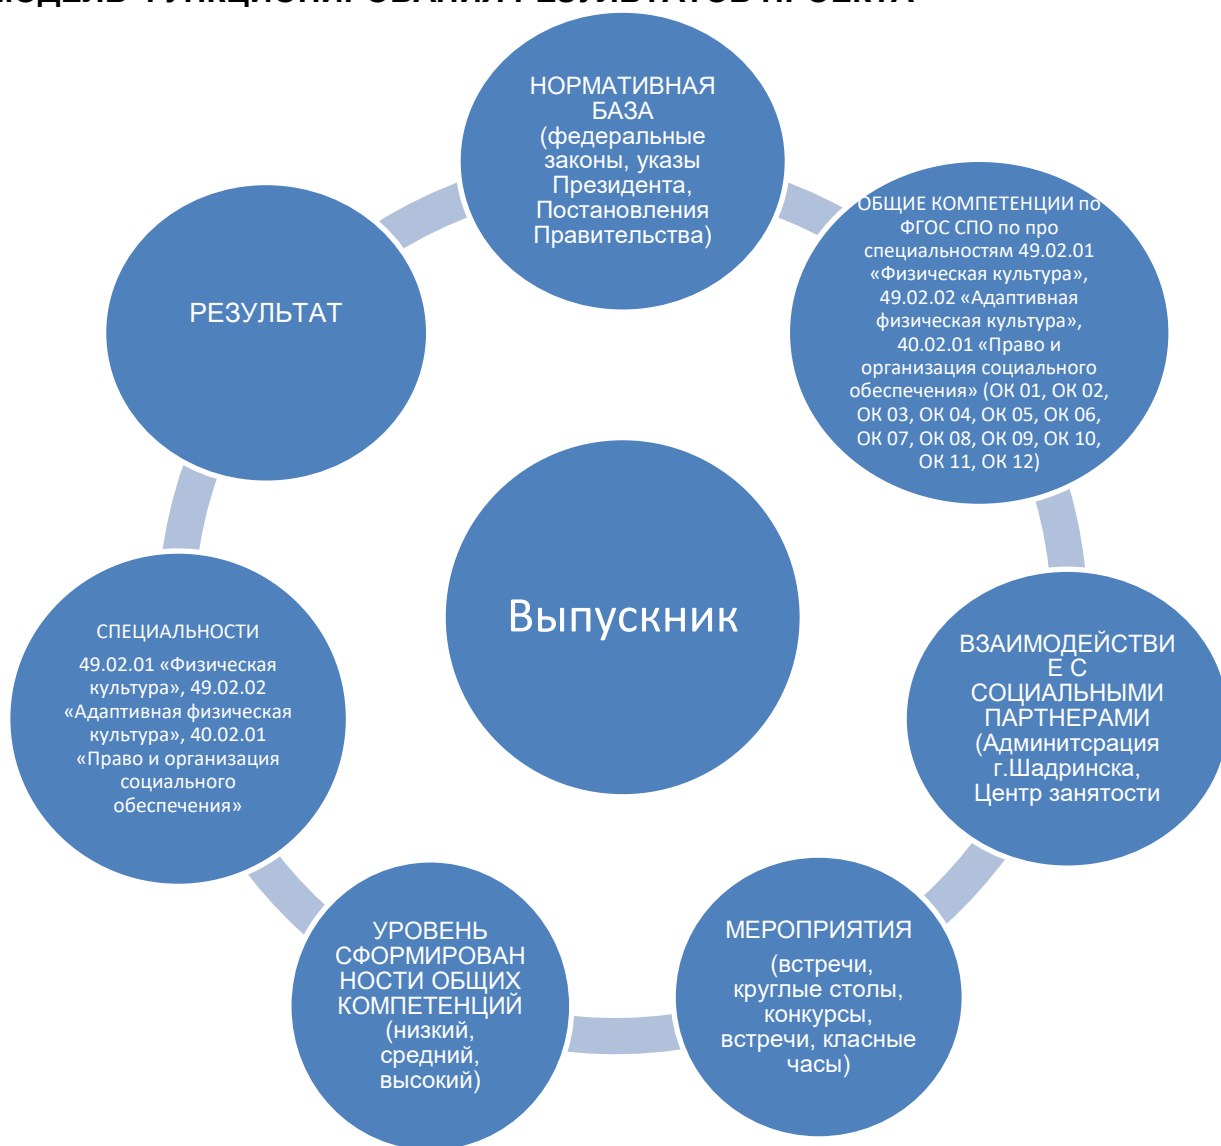 МОДЕЛЬ ФУНКЦИОНИРОВАНИЯ РЕЗУЛЬТАТОВ ПРОЕКТА
НОРМАТИВНАЯ
БАЗА
(федеральные
законы, указы
Президента,
Постановления
Правительства)
ОБЩИЕ КОМПЕТЕНЦИИ по
ФГОС СПО по про
специальностям 49.02.01
«Физическая культура»,
49.02.02 «Адаптивная
физическая культура»,
40.02.01 «Право и
организация социального
обеспечения» (ОК 01, ОК 02,
ОК 03, ОК 04, ОК 05, ОК 06,
ОК 07, ОК 08, ОК 09, ОК 10,
ОК 11, ОК 12)
ВЗАИМОДЕЙСТВИ
Е С
СОЦИАЛЬНЫМИ
ПАРТНЕРАМИ
(Админитсрация
г.Шадринска,
Центр занятости
МЕРОПРИЯТИЯ
(встречи,
круглые столы,
конкурсы,
встречи, класные
часы)
УРОВЕНЬ
СФОРМИРОВАН
НОСТИ ОБЩИХ
КОМПЕТЕНЦИЙ
(низкий,
средний,
высокий)
СПЕЦИАЛЬНОСТИ
49.02.01 «Физическая
культура», 49.02.02
«Адаптивная физическая
культура», 40.02.01
«Право и организация
социального
обеспечения»
РЕЗУЛЬТАТ
Выпускник